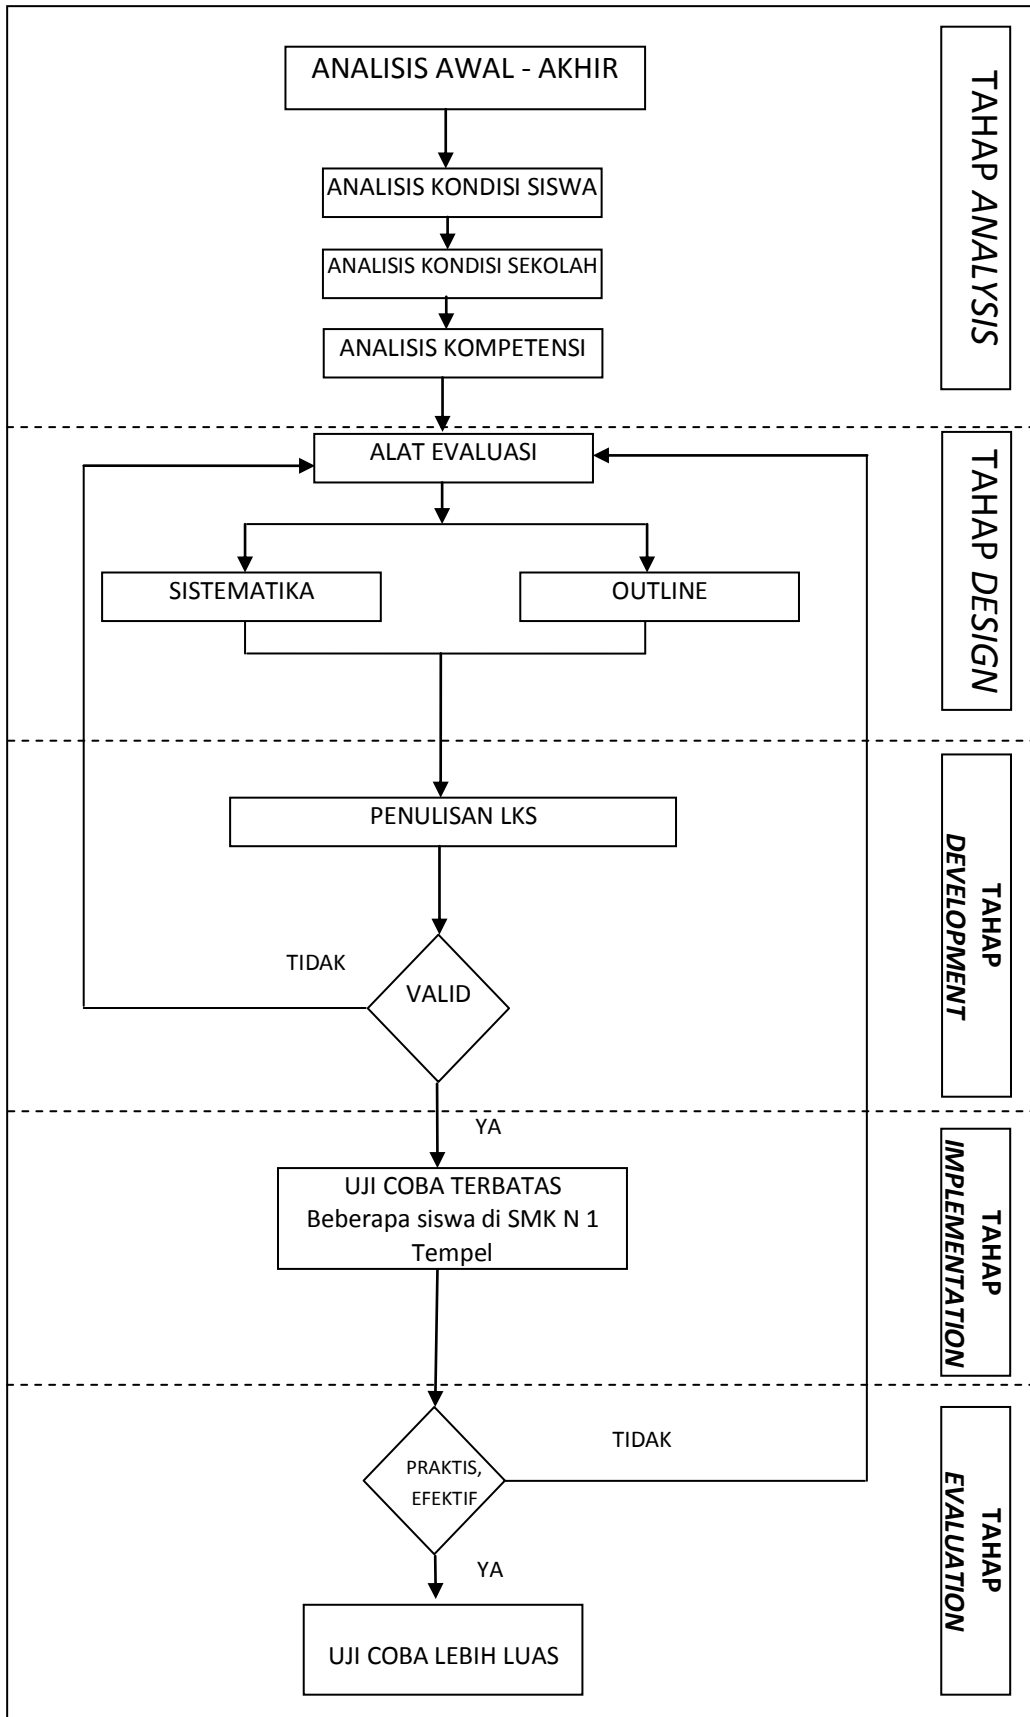 ANALISIS AWAL - AKHIR
TAHAP ANALYSIS
ANALISIS KONDISI SISWA
ANALISIS KONDISI SEKOLAH
ANALISIS KOMPETENSI
ALAT EVALUASI
TAHAP DESIGN
SISTEMATIKA
OUTLINE
PENULISAN LKS
TAHAP
DEVELOPMENT
TIDAK
VALID
YA
UJI COBA TERBATAS
Beberapa siswa di SMK N 1
Tempel
TAHAP
IMPLEMENTATION
TIDAK
PRAKTIS,
EFEKTIF
TAHAP
EVALUATION
YA
UJI COBA LEBIH LUAS